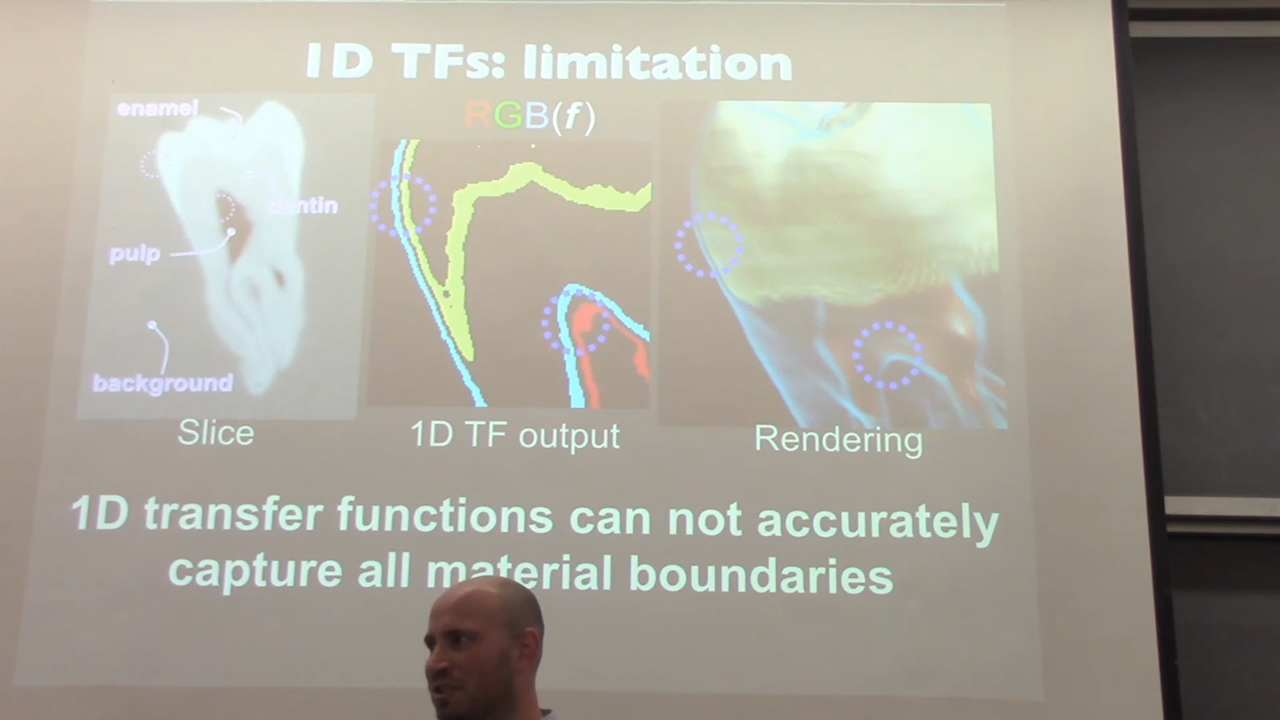 1D TFs: limitation
enamel
dentin
pulp
background
RGB(f)
Slice
1D TF output
Rendering
1D transfer functions can not accurately
capture all material boundaries